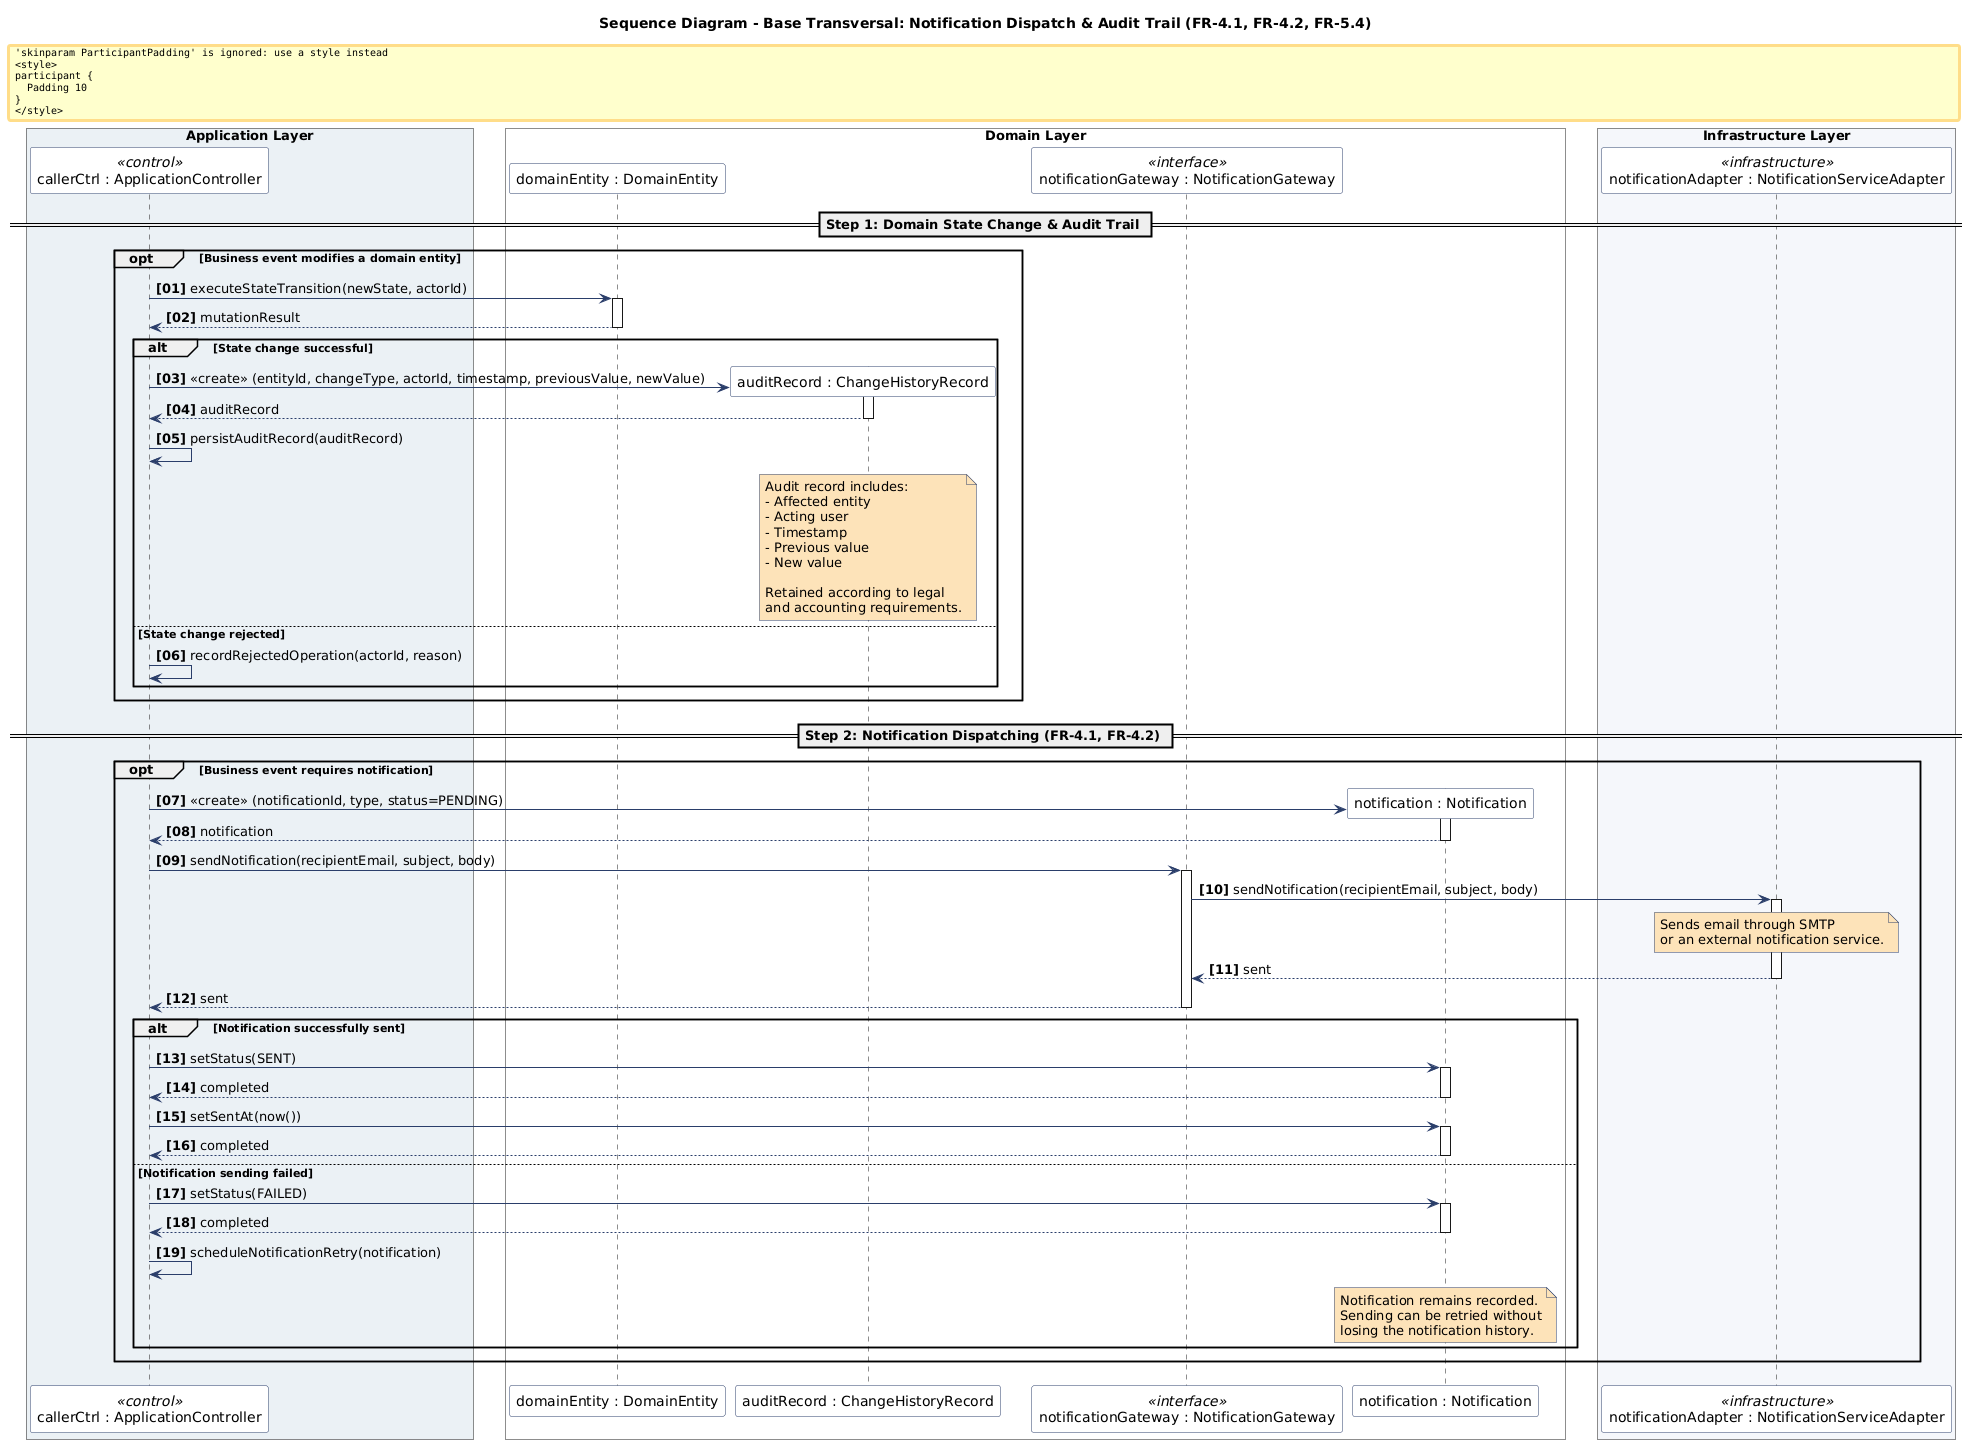 Sequence Diagram - Base Transversal: Notification Dispatch & Audit Trail (FR-4.1, FR-4.2, FR-5.4)
'skinparam ParticipantPadding' is ignored: use a style instead
<style>
participant {
  Padding 10
}
</style>
Application Layer
Domain Layer
Infrastructure Layer
«control»
callerCtrl : ApplicationController
domainEntity : DomainEntity
«interface»
notificationGateway : NotificationGateway
«infrastructure»
notificationAdapter : NotificationServiceAdapter
Step 1: Domain State Change & Audit Trail
opt [Business event modifies a domain entity]
[01] executeStateTransition(newState, actorId)
[02] mutationResult
alt [State change successful]
[03] «create» (entityId, changeType, actorId, timestamp, previousValue, newValue)
auditRecord : ChangeHistoryRecord
[04] auditRecord
[05] persistAuditRecord(auditRecord)
Audit record includes:
- Affected entity
- Acting user
- Timestamp
- Previous value
- New value
Retained according to legal
and accounting requirements.
[State change rejected]
[06] recordRejectedOperation(actorId, reason)
Step 2: Notification Dispatching (FR-4.1, FR-4.2)
opt [Business event requires notification]
[07] «create» (notificationId, type, status=PENDING)
notification : Notification
[08] notification
[09] sendNotification(recipientEmail, subject, body)
[10] sendNotification(recipientEmail, subject, body)
Sends email through SMTP
or an external notification service.
[11] sent
[12] sent
alt [Notification successfully sent]
[13] setStatus(SENT)
[14] completed
[15] setSentAt(now())
[16] completed
[Notification sending failed]
[17] setStatus(FAILED)
[18] completed
[19] scheduleNotificationRetry(notification)
Notification remains recorded.
Sending can be retried without
losing the notification history.
«control»
callerCtrl : ApplicationController
domainEntity : DomainEntity
auditRecord : ChangeHistoryRecord
«interface»
notificationGateway : NotificationGateway
notification : Notification
«infrastructure»
notificationAdapter : NotificationServiceAdapter